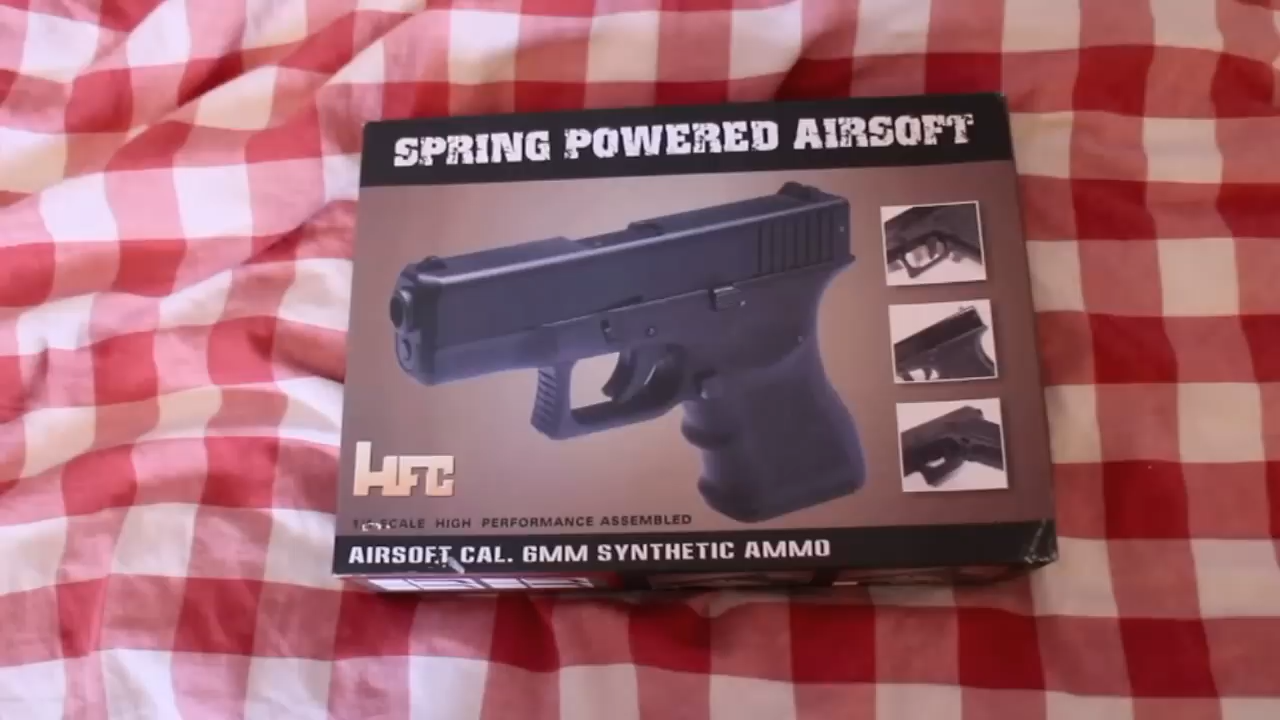 SPRING POWERED AIRSOFT
HFC
SCALE HIGH PERFORMANCE ASSEMBLED
AIRSOFT CAL. 6MM SYNTHETIC AMMO